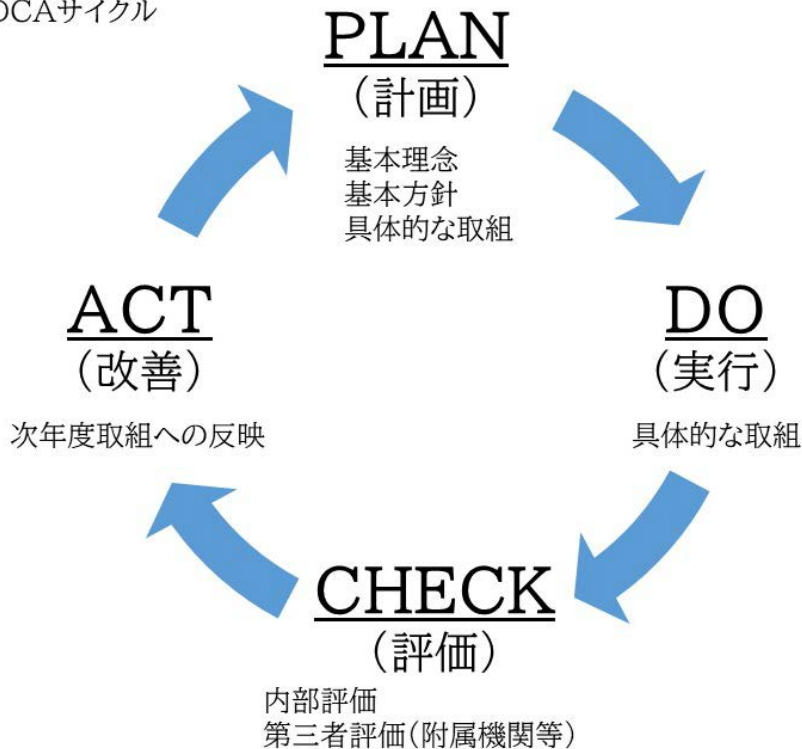 DCAサイクル
PLAN
（計画）
基本理念
基本方針
具体的な取組
ACT
（改善）
次年度取組への反映
DO
（実行）
具体的な取組
CHECK
（評価）
内部評価
第三者評価（附属機関等）